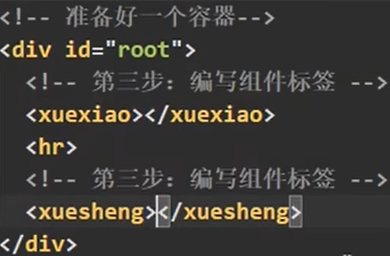 <!-- 准备好一个容器-->
<div id="root">
<!-- 第三步：编写组件标签 -->
<xuexiao></xuexiao>
<hr>
<!-- 第三步：编写组件标签 -->
<xuesheng></xuesheng>
</div>